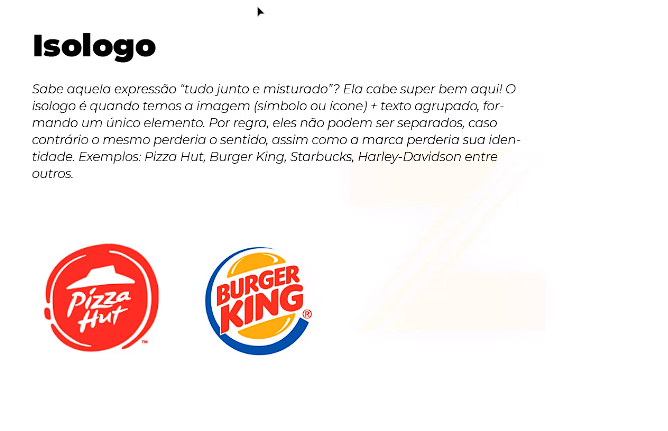 Isologo
Sabe aquela expressão “tudo junto e misturado”? Ela cabe super bem aqui! O
isologo é quando temos a imagem (símbolo ou ícone) + texto agrupado, for-
mando um único elemento. Por regra, eles não podem ser separados, caso
contrário o mesmo perderia o sentido, assim como a marca perderia sua iden-
tidade. Exemplos: Pizza Hut, Burger King, Starbucks, Harley-Davidson entre
outros.
Pizza
Hut
™
BURGER
KING
®